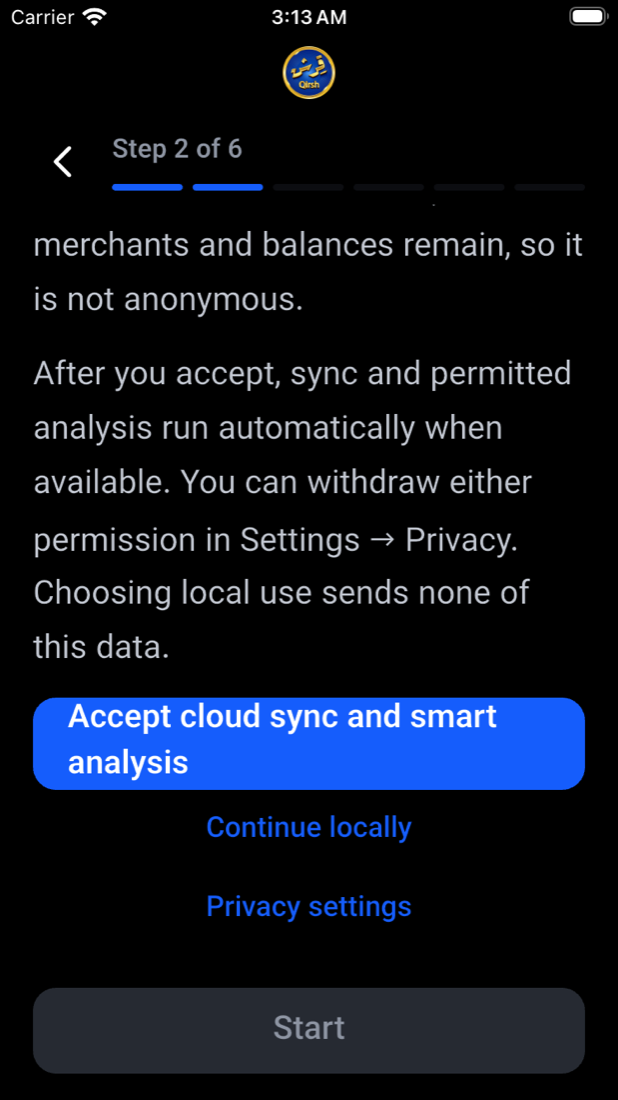 Carrier
3:13 AM
قرش
Qirsh
Step 2 of 6
merchants and balances remain, so it
is not anonymous.
After you accept, sync and permitted
analysis run automatically when
available. You can withdraw either
permission in Settings → Privacy.
Choosing local use sends none of
this data.
Accept cloud sync and smart
analysis
Continue locally
Privacy settings
Start